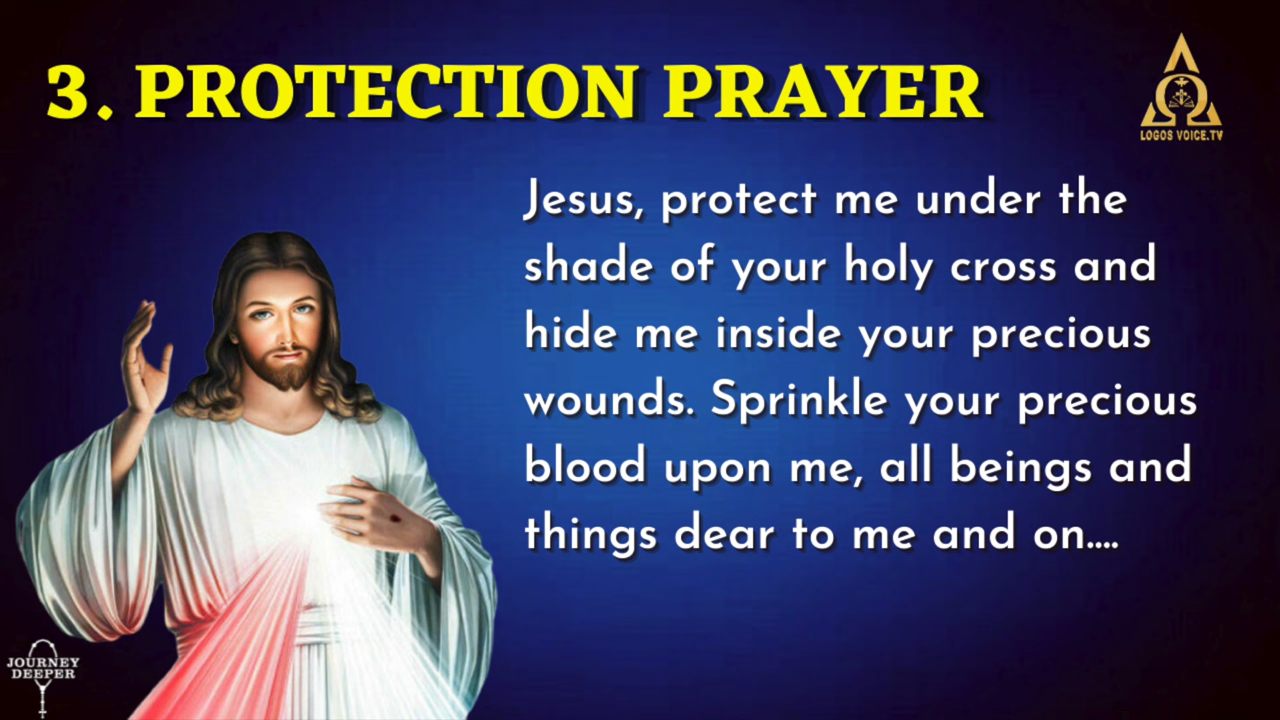 3. PROTECTION PRAYER
LOGOS VOICE.TV
Jesus, protect me under the
shade of your holy cross and
hide me inside your precious
wounds. Sprinkle your precious
blood upon me, all beings and
things dear to me and on....
JOURNEY
DEEPER